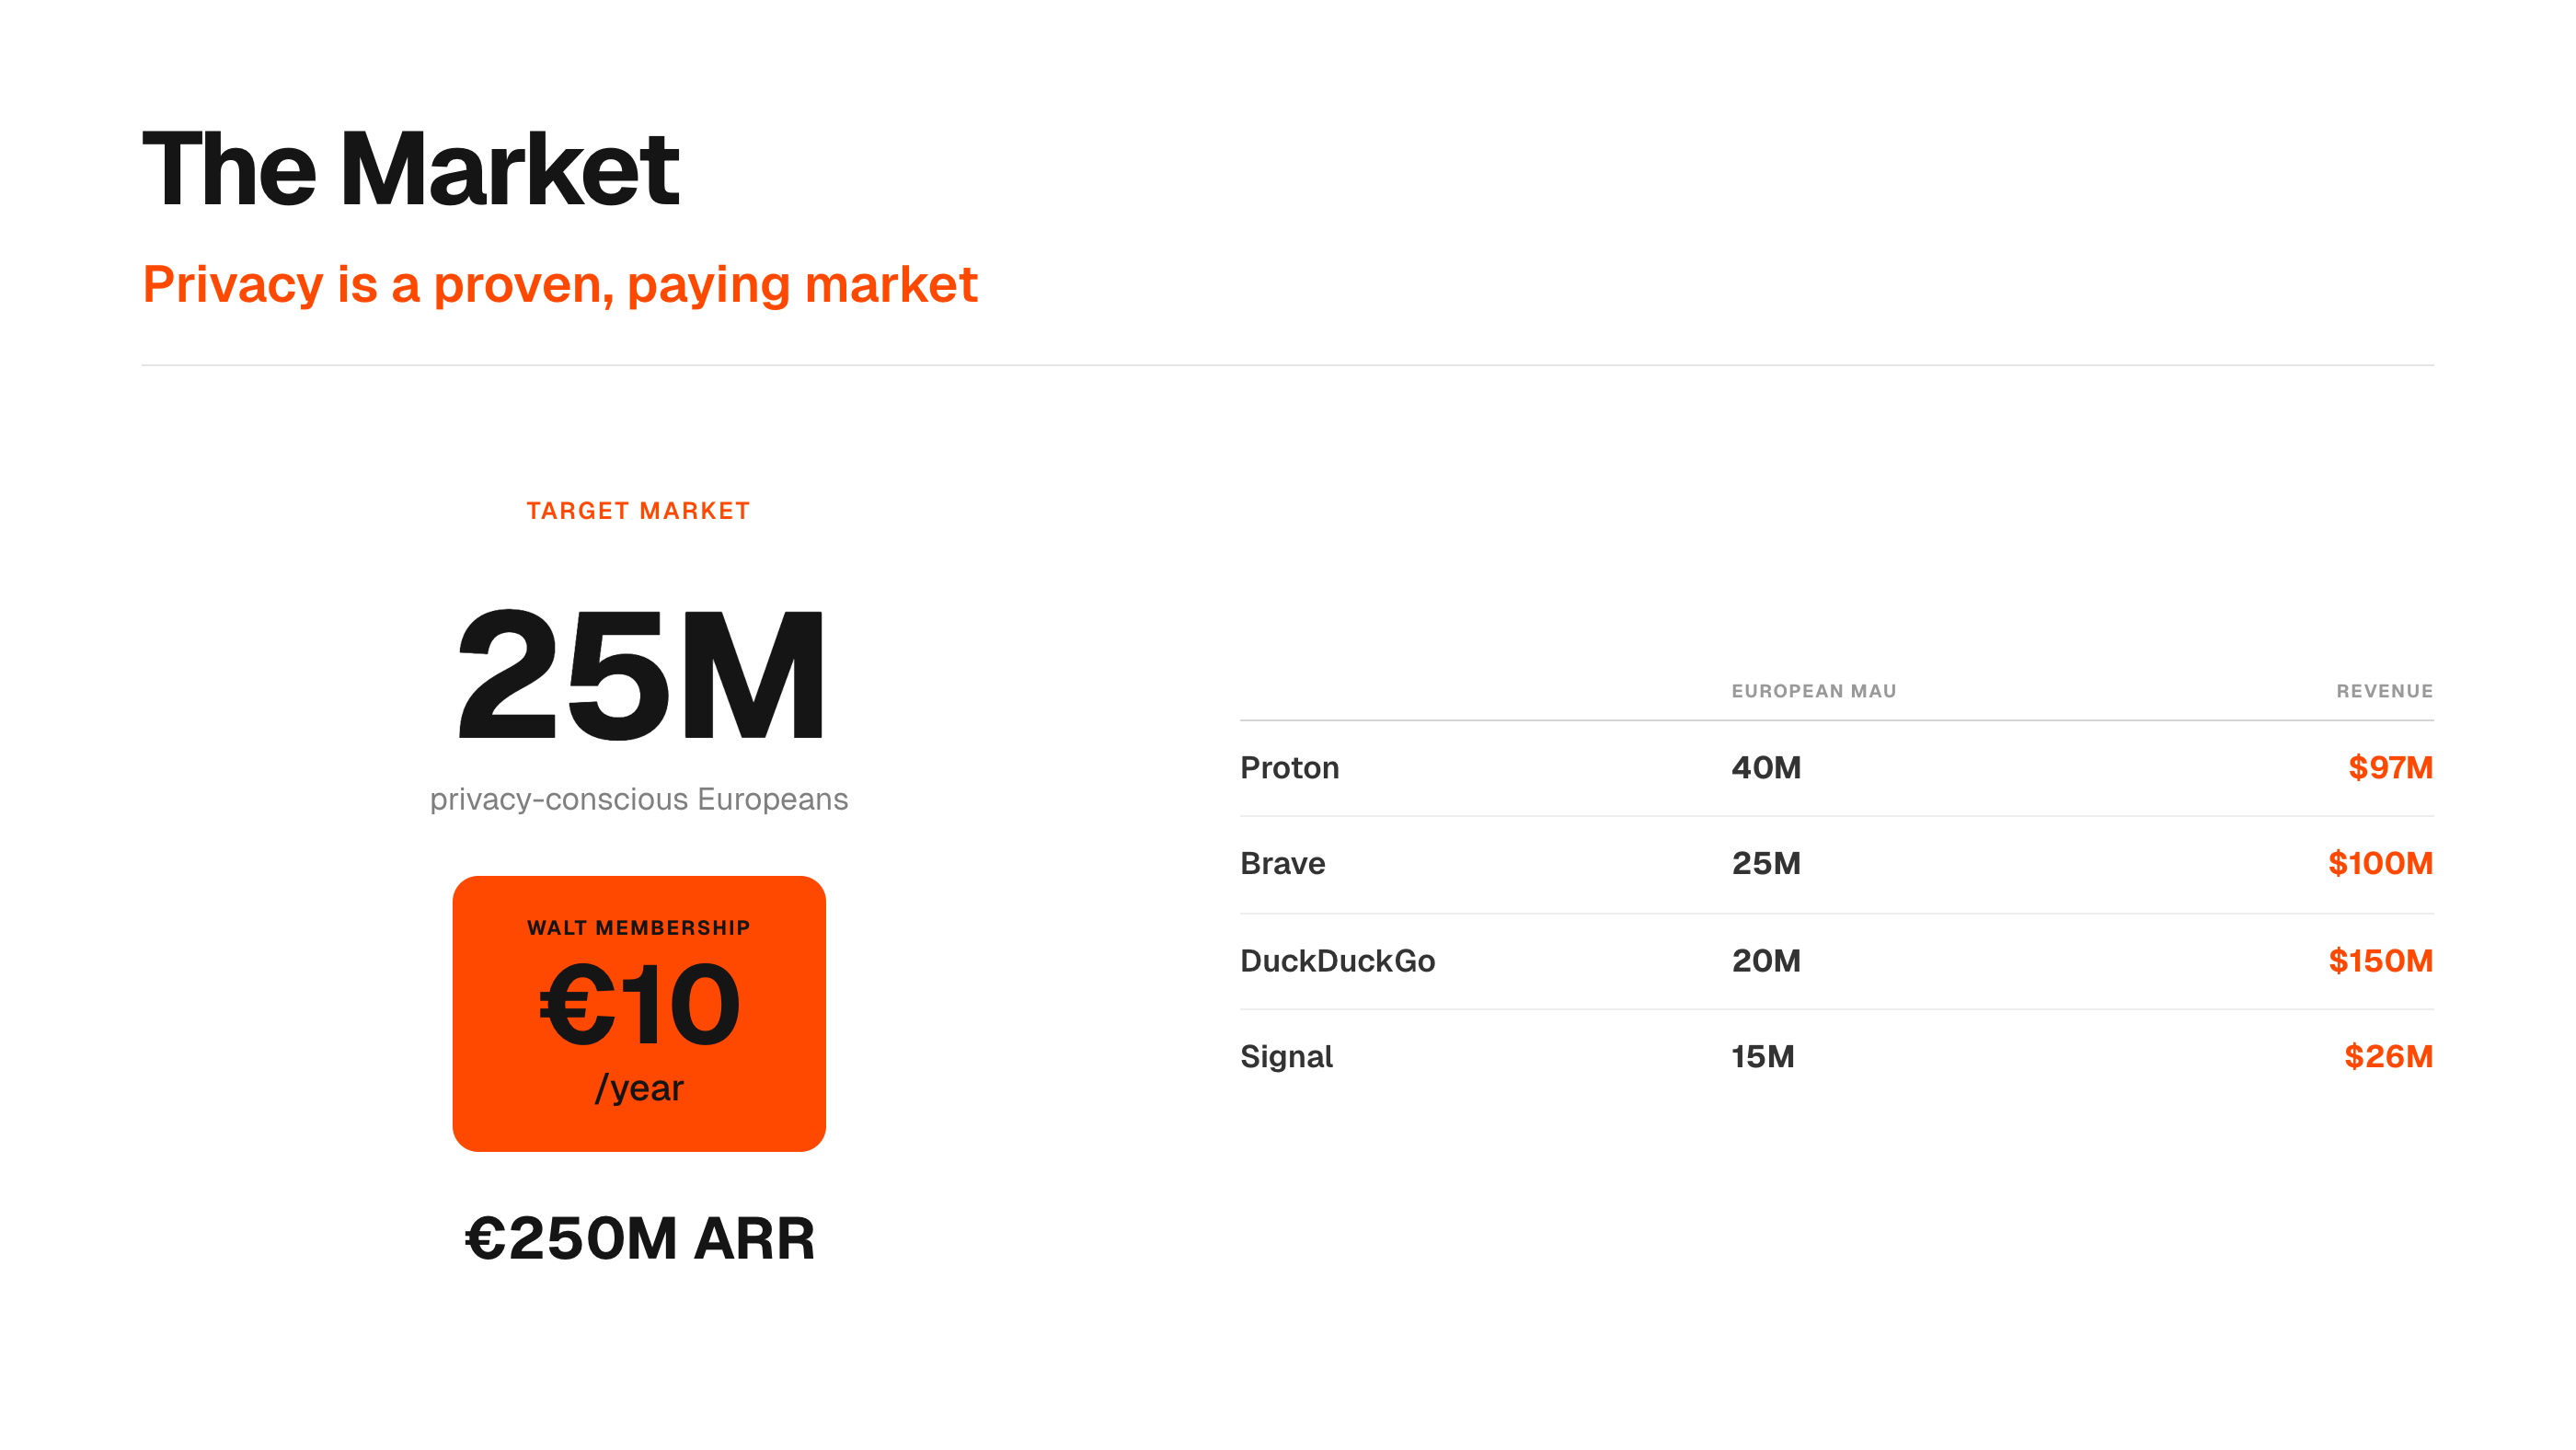 The Market
Privacy is a proven, paying market
TARGET MARKET
25M
privacy-conscious Europeans
WALT MEMBERSHIP
€10
/year
€250M ARR
EUROPEAN MAU REVENUE
Proton 40M $97M
Brave 25M $100M
DuckDuckGo 20M $150M
Signal 15M $26M